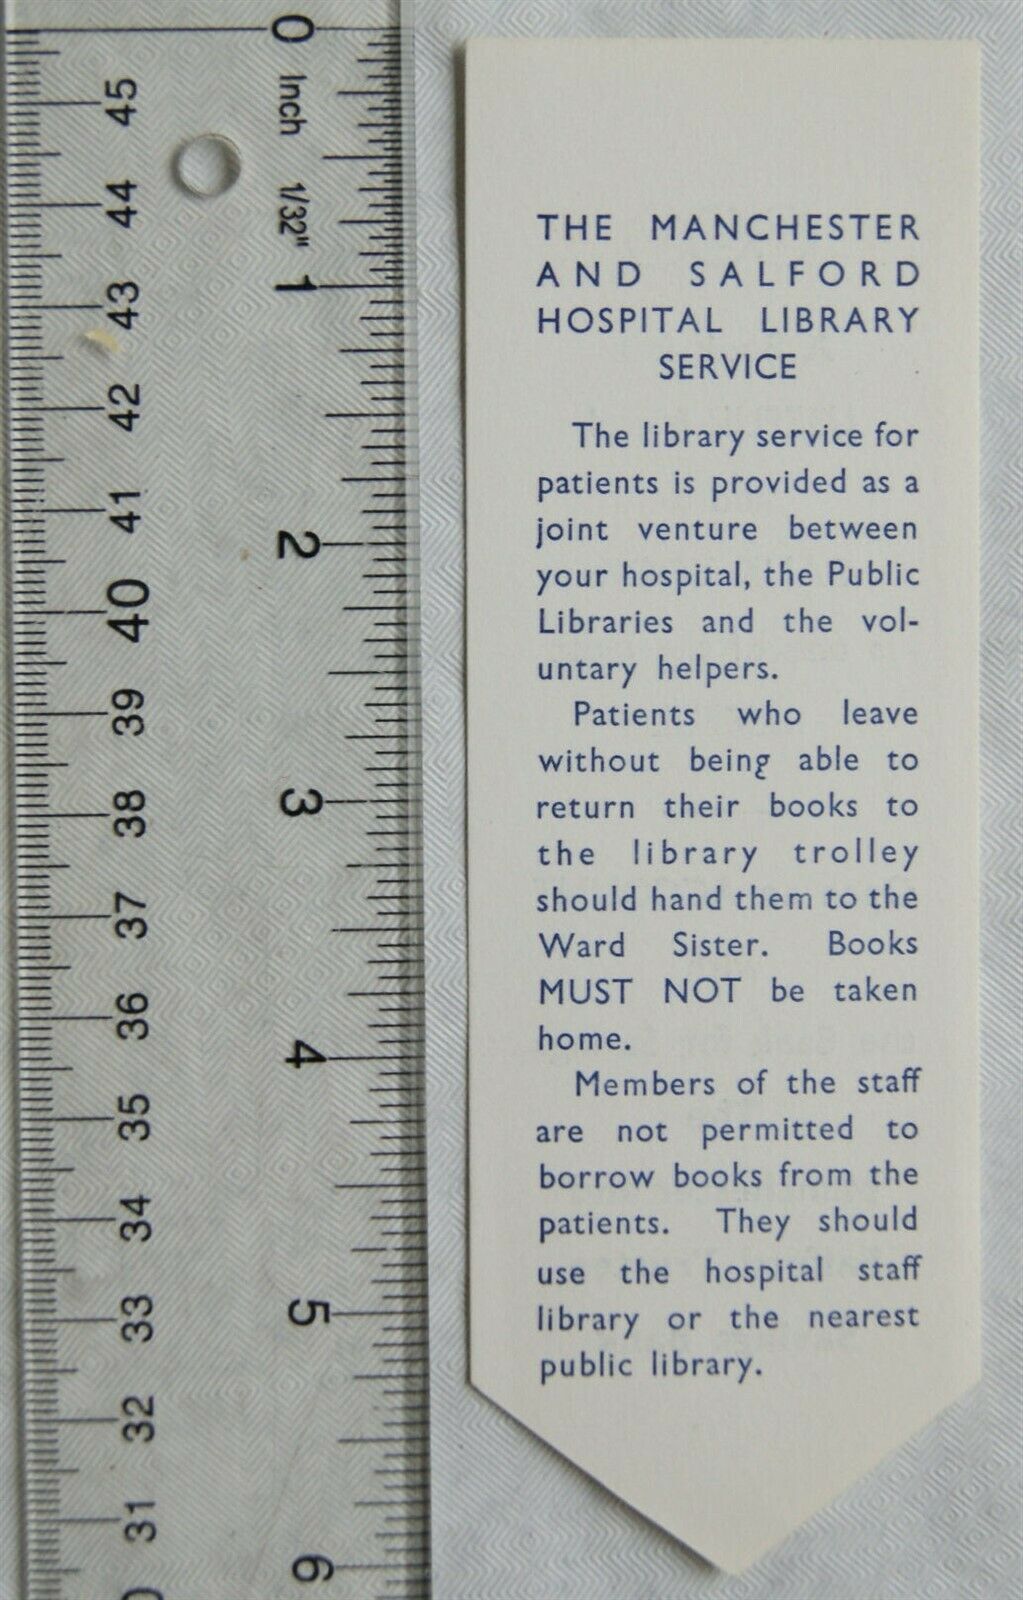 0 Inch 1/32" 1 2 3 4 5 6
45 44 43 42 41 40 39 38 37 36 35 34 33 32 31
THE MANCHESTER
AND SALFORD
HOSPITAL LIBRARY
SERVICE
The library service for
patients is provided as a
joint venture between
your hospital, the Public
Libraries and the vol-
untary helpers.
Patients who leave
without being able to
return their books to
the library trolley
should hand them to the
Ward Sister. Books
MUST NOT be taken
home.
Members of the staff
are not permitted to
borrow books from the
patients. They should
use the hospital staff
library or the nearest
public library.